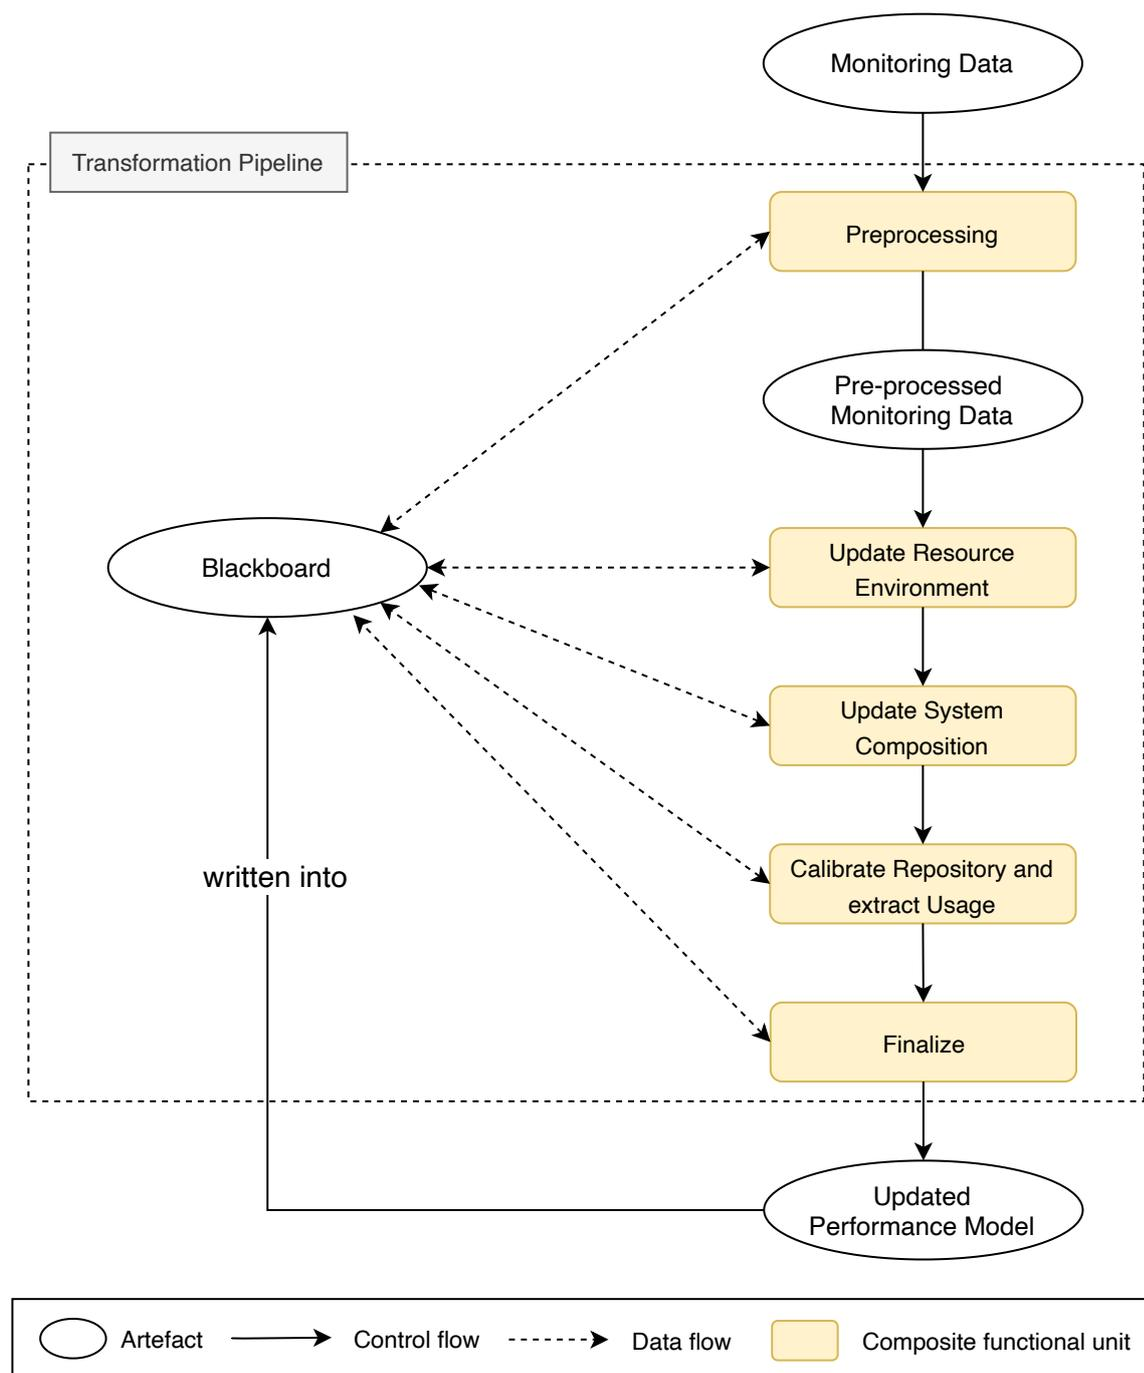 Monitoring Data
Transformation Pipeline
Preprocessing
Pre-processed
Monitoring Data
Blackboard
Update Resource
Environment
Update System
Composition
written into
Calibrate Repository and
extract Usage
Finalize
Updated
Performance Model
Artefact
Control flow
Data flow
Composite functional unit